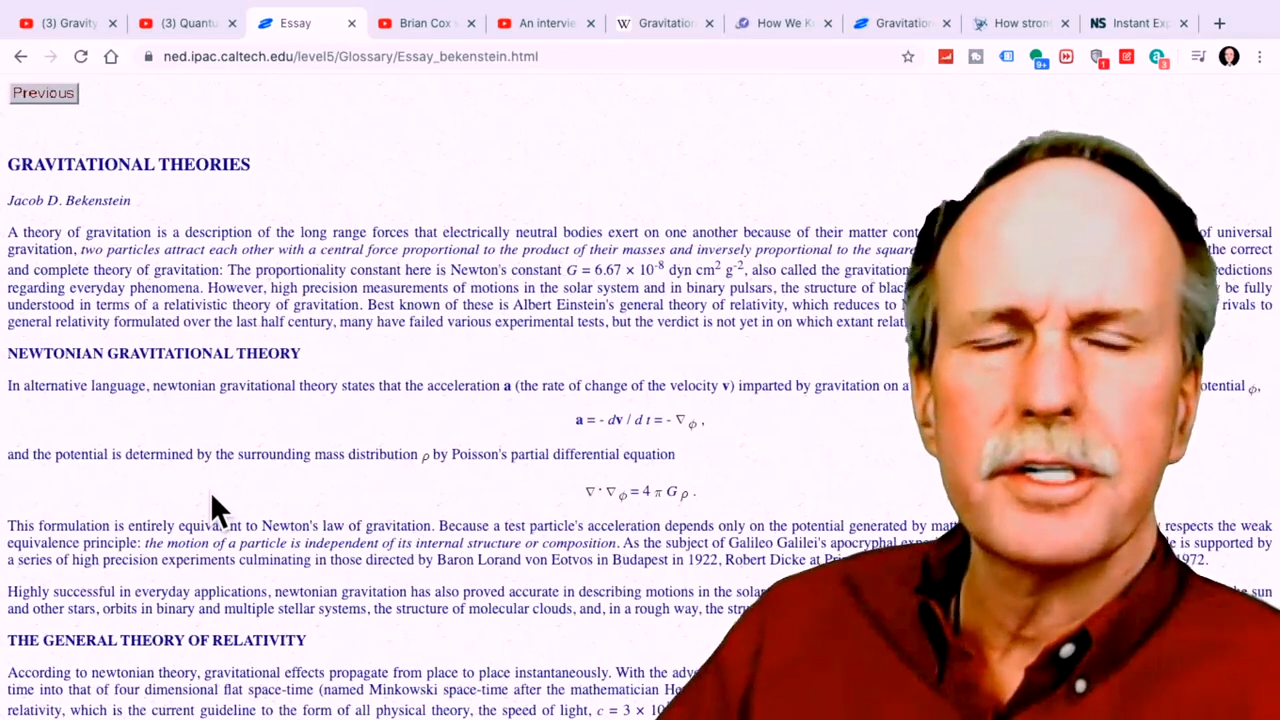 (3) Gravity
(3) Quantu
Essay
Brian Cox
An intervie
Gravitation
How We K
Gravitation
How stron
Instant Exp
ned.ipac.caltech.edu/level5/Glossary/Essay_bekenstein.html
9+
1
3
Previous
GRAVITATIONAL THEORIES
Jacob D. Bekenstein
A theory of gravitation is a description of the long range forces that electrically neutral bodies exert on one another because of their matter cont of universal
gravitation, two particles attract each other with a central force proportional to the product of their masses and inversely proportional to the squar the correct
and complete theory of gravitation: The proportionality constant here is Newton's constant G = 6.67 × 10⁻⁸ dyn cm² g⁻², also called the gravitation redictions
regarding everyday phenomena. However, high precision measurements of motions in the solar system and in binary pulsars, the structure of blac be fully
understood in terms of a relativistic theory of gravitation. Best known of these is Albert Einstein's general theory of relativity, which reduces to rivals to
general relativity formulated over the last half century, many have failed various experimental tests, but the verdict is not yet in on which extant relat
NEWTONIAN GRAVITATIONAL THEORY
In alternative language, newtonian gravitational theory states that the acceleration a (the rate of change of the velocity v) imparted by gravitation on a otential ϕ,
a = - dv / d t = - ∇ϕ ,
and the potential is determined by the surrounding mass distribution ρ by Poisson's partial differential equation
∇ · ∇ϕ = 4 π G ρ .
This formulation is entirely equiva nt to Newton's law of gravitation. Because a test particle's acceleration depends only on the potential generated by mat respects the weak
equivalence principle: the motion of a particle is independent of its internal structure or composition. As the subject of Galileo Galilei's apocryphal expe le is supported by
a series of high precision experiments culminating in those directed by Baron Lorand von Eotvos in Budapest in 1922, Robert Dicke at Pri 1972.
Highly successful in everyday applications, newtonian gravitation has also proved accurate in describing motions in the sola the sun
and other stars, orbits in binary and multiple stellar systems, the structure of molecular clouds, and, in a rough way, the stru
THE GENERAL THEORY OF RELATIVITY
According to newtonian theory, gravitational effects propagate from place to place instantaneously. With the adve
time into that of four dimensional flat space-time (named Minkowski space-time after the mathematician He
relativity, which is the current guideline to the form of all physical theory, the speed of light, c = 3 × 10